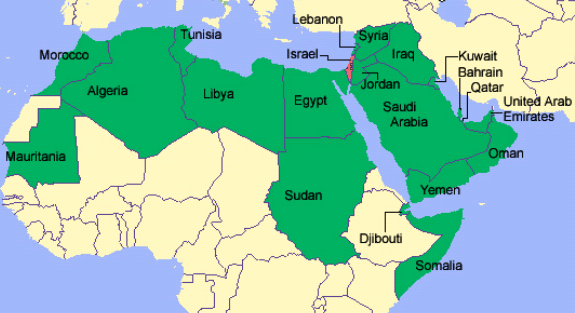 Lebanon
Tunisia
Syria
Morocco
Israel
Iraq
Kuwait
Bahrain
Jordan
Qatar
Algeria
Libya
Egypt
Saudi
Arabia
United Arab
Emirates
Mauritania
Oman
Yemen
Sudan
Djibouti
Somalia